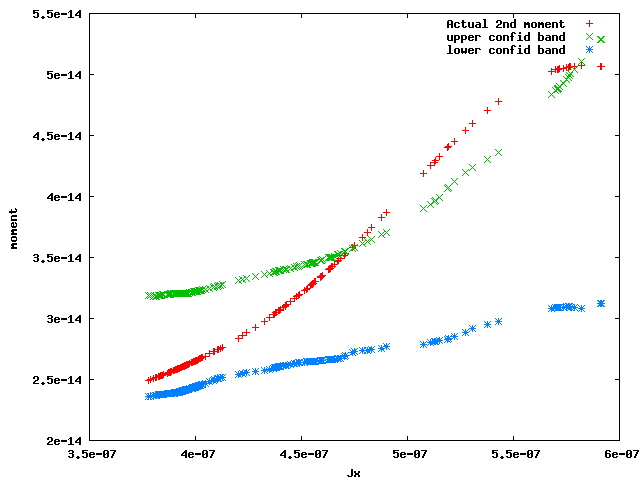 5.5e-14
5e-14
4.5e-14
4e-14
3.5e-14
3e-14
2.5e-14
2e-14
moment
Actual 2nd moment
upper confid band
lower confid band
3.5e-07 4e-07 4.5e-07 5e-07 5.5e-07 6e-07
Jx